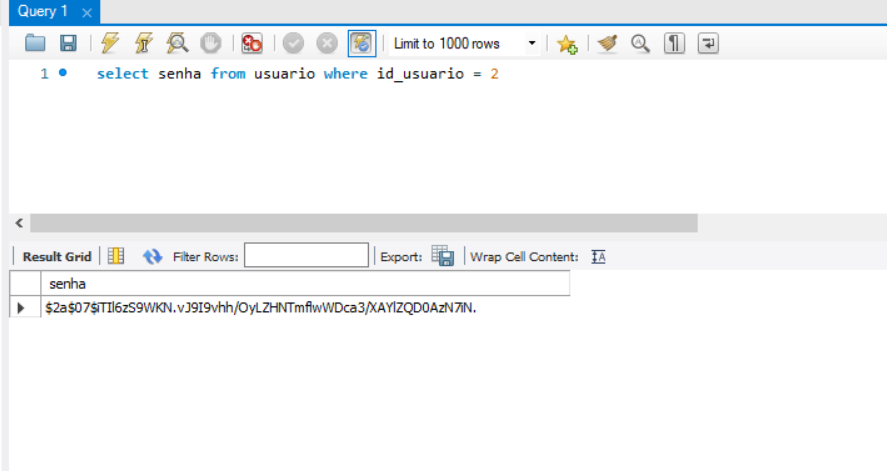 Query 1
Limit to 1000 rows
1 select senha from usuario where id_usuario = 2
Result Grid Filter Rows: Export: Wrap Cell Content:
senha
$2a$07$iTIl6zS9WKN.vJ9I9vhh/OyLZHNTmflwWDca3/XAYlZQD0AzN7iN.